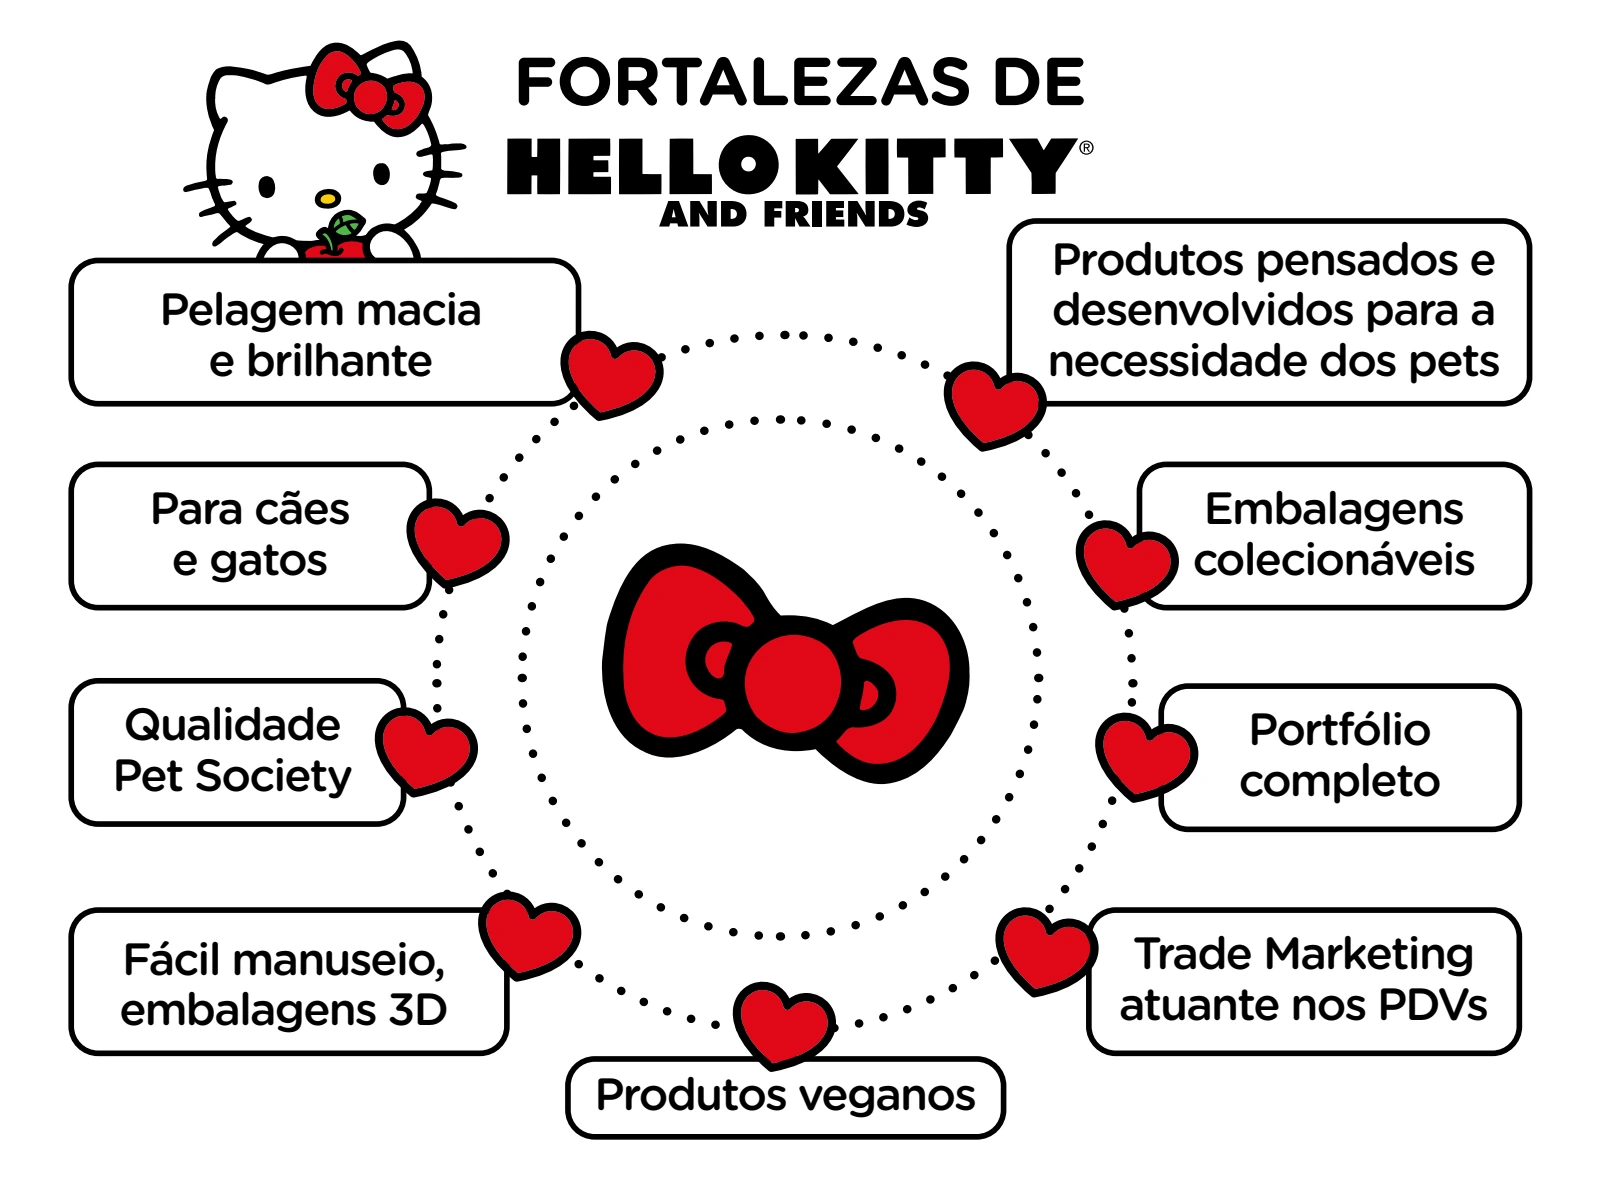 FORTALEZAS DE
HELLO KITTY®
AND FRIENDS
Pelagem macia
e brilhante
Para cães
e gatos
Qualidade
Pet Society
Fácil manuseio,
embalagens 3D
Produtos veganos
Produtos pensados e
desenvolvidos para a
necessidade dos pets
Embalagens
colecionáveis
Portfólio
completo
Trade Marketing
atuante nos PDVs